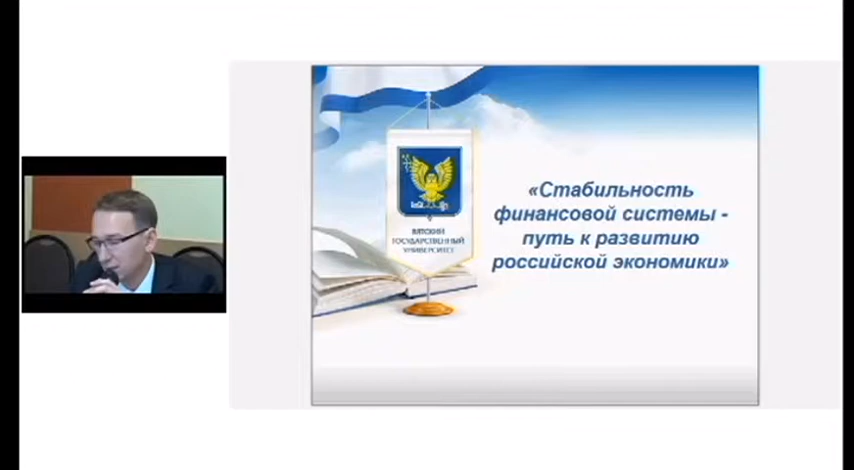 «Стабильность
финансовой системы -
путь к развитию
российской экономики»
ВЯТСКИЙ
ГОСУДАРСТВЕННЫЙ
УНИВЕРСИТЕТ